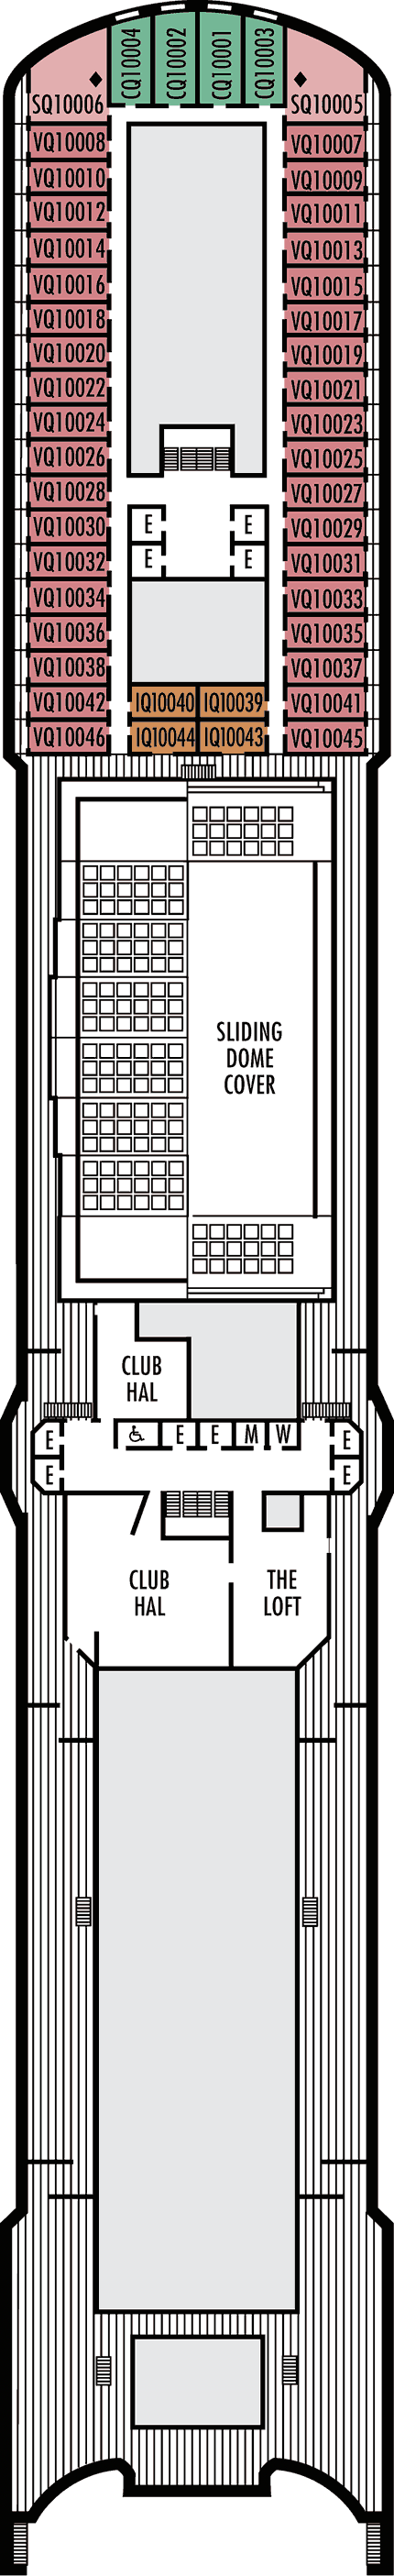 CQ10004 CQ10002 CQ10001 CQ10003
SQ10006 SQ10005
VQ10008 VQ10007
VQ10010 VQ10009
VQ10012 VQ10011
VQ10014 VQ10013
VQ10016 VQ10015
VQ10018 VQ10017
VQ10020 VQ10019
VQ10022 VQ10021
VQ10024 VQ10023
VQ10026 VQ10025
VQ10028 VQ10027
VQ10030 E E VQ10029
VQ10032 E E VQ10031
VQ10034 VQ10033
VQ10036 VQ10035
VQ10038 VQ10037
VQ10042 IQ10040 IQ10039 VQ10041
VQ10046 IQ10044 IQ10043 VQ10045
SLIDING
DOME
COVER
CLUB
HAL
E E E M W E
E E
CLUB
HAL
THE
LOFT